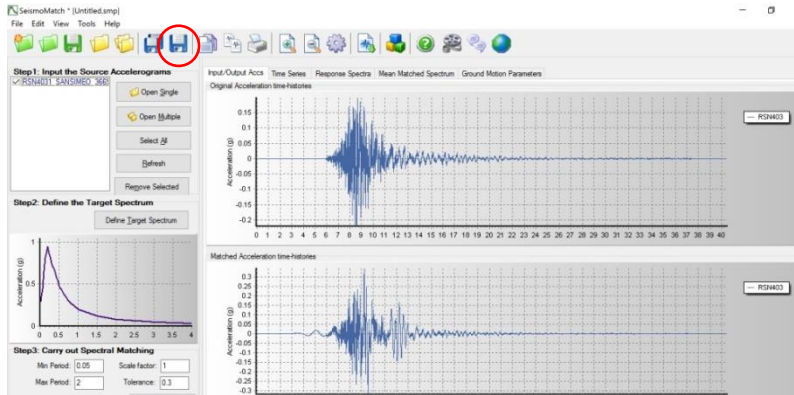 SeismoMatch * [Untitled.smp]
File Edit View Tools Help
Step1: Input the Source Accelerograms
RSN4031_SANSIMEO_36695
Open Single
Open Multiple
Select All
Refresh
Remove Selected
Step2: Define the Target Spectrum
Define Target Spectrum
Acceleration (g)
1
0.5
0
0 0.5 1 1.5 2 2.5 3 3.5 4
Step3: Carry out Spectral Matching
Min Period: 0.05 Scale factor: 1
Max Period: 2 Tolerance: 0.3
Input/Output Accs Time Series Response Spectra Mean Matched Spectrum Ground Motion Parameters
Original Acceleration time-histories
Acceleration (g)
0.15
0.1
0.05
0
-0.05
-0.1
-0.15
-0.2
0 1 2 3 4 5 6 7 8 9 10 11 12 13 14 15 16 17 18 19 20 21 22 23 24 25 26 27 28 29 30 31 32 33 34 35 36 37 38 39 40
RSN403
Matched Acceleration time-histories
Acceleration (g)
0.3
0.25
0.2
0.15
0.1
0.05
0
-0.05
-0.1
-0.15
-0.2
-0.25
-0.3
RSN403